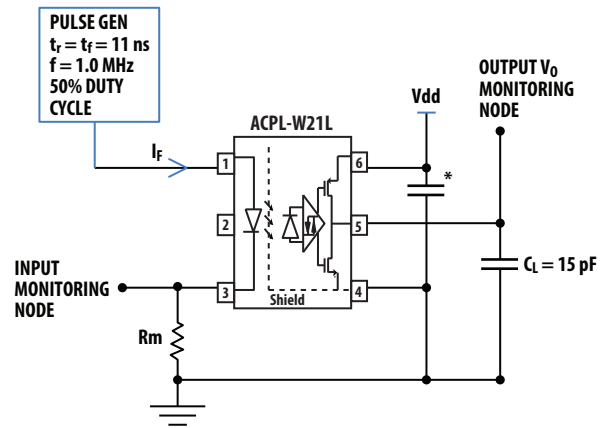 PULSE GEN
tr = tf = 11 ns
f = 1.0 MHz
50% DUTY
CYCLE
OUTPUT VO
MONITORING
NODE
Vdd
ACPL-W21L
IF
1
6
*
2
5
INPUT
MONITORING
NODE
3
Shield
4
CL = 15 pF
Rm